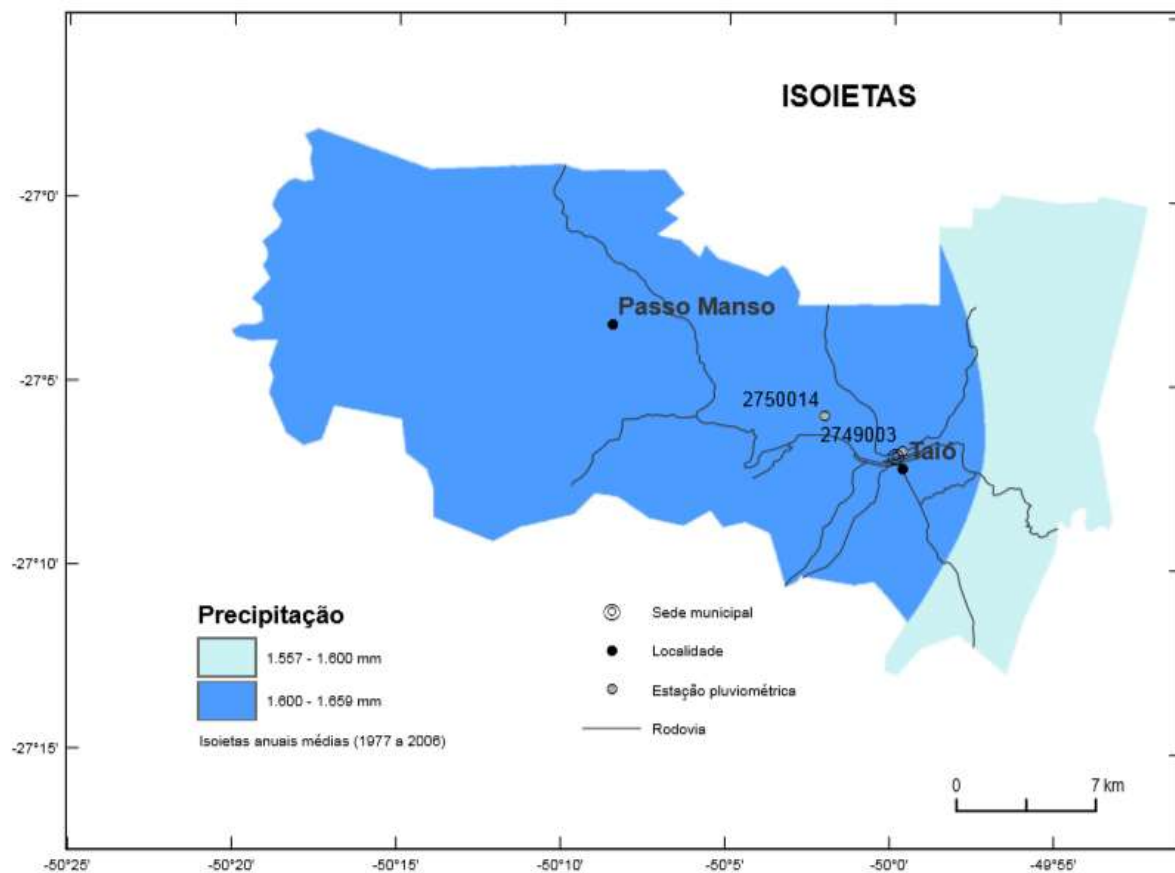 ISOIETAS
-27°0'
Passo Manso
-27°5'
2750014
2749003
Taió
-27°10'
Precipitação
1.557 - 1.600 mm
1.600 - 1.659 mm
Isoietas anuais médias (1977 a 2006)
Sede municipal
Localidade
Estação pluviométrica
Rodovia
-27°15'
0 7 km
-50°25' -50°20' -50°15' -50°10' -50°5' -50°0' -49°55'